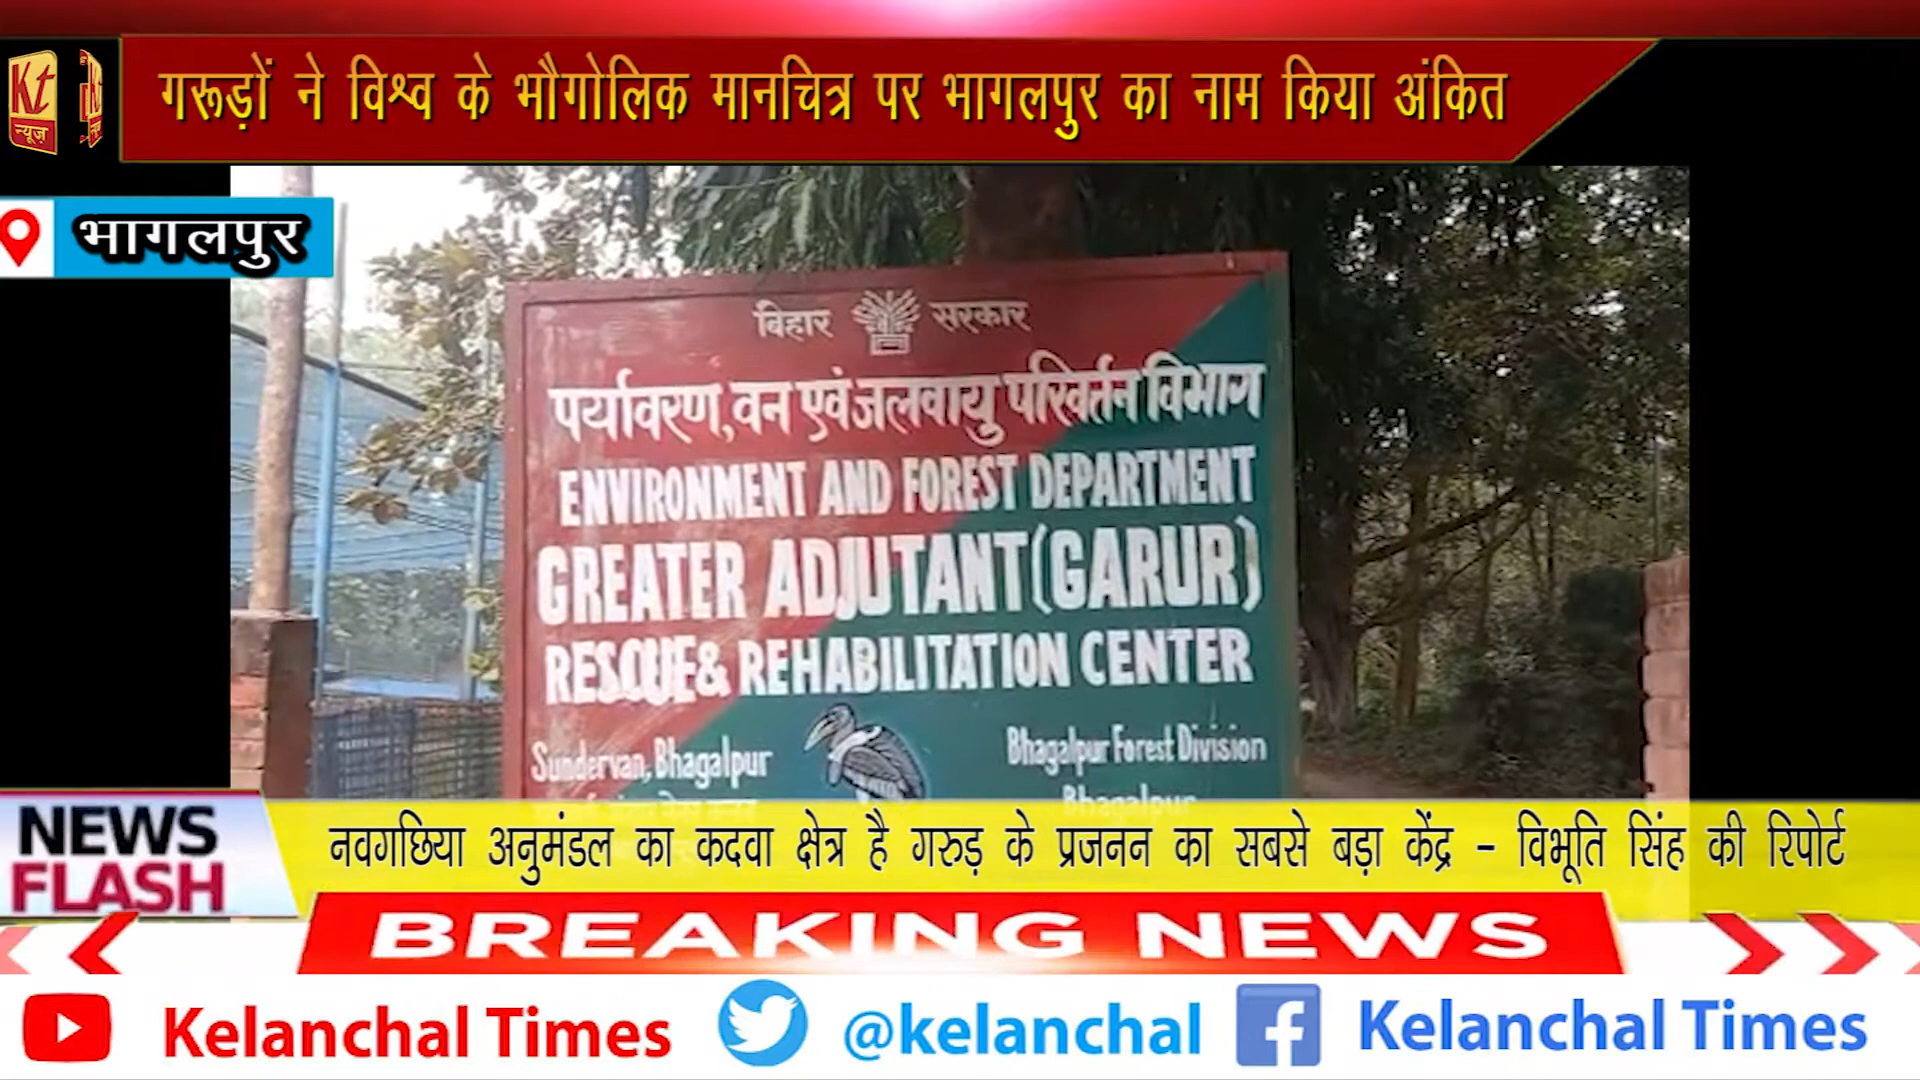 Kt
न्यूज़
गरूड़ों ने विश्व के भौगोलिक मानचित्र पर भागलपुर का नाम किया अंकित
भागलपुर
बिहार सरकार
पर्यावरण, वन एवं जलवायु परिवर्तन विभाग
ENVIRONMENT AND FOREST DEPARTMENT
GREATER ADJUTANT(GARUR)
RESCUE& REHABILITATION CENTER
Sundervan, Bhagalpur
Bhagalpur Forest Division
Bhagalpur
NEWS
FLASH
नवगछिया अनुमंडल का कदवा क्षेत्र है गरुड़ के प्रजनन का सबसे बड़ा केंद्र - विभूति सिंह की रिपोर्ट
BREAKING NEWS
Kelanchal Times
@kelanchal
Kelanchal Times